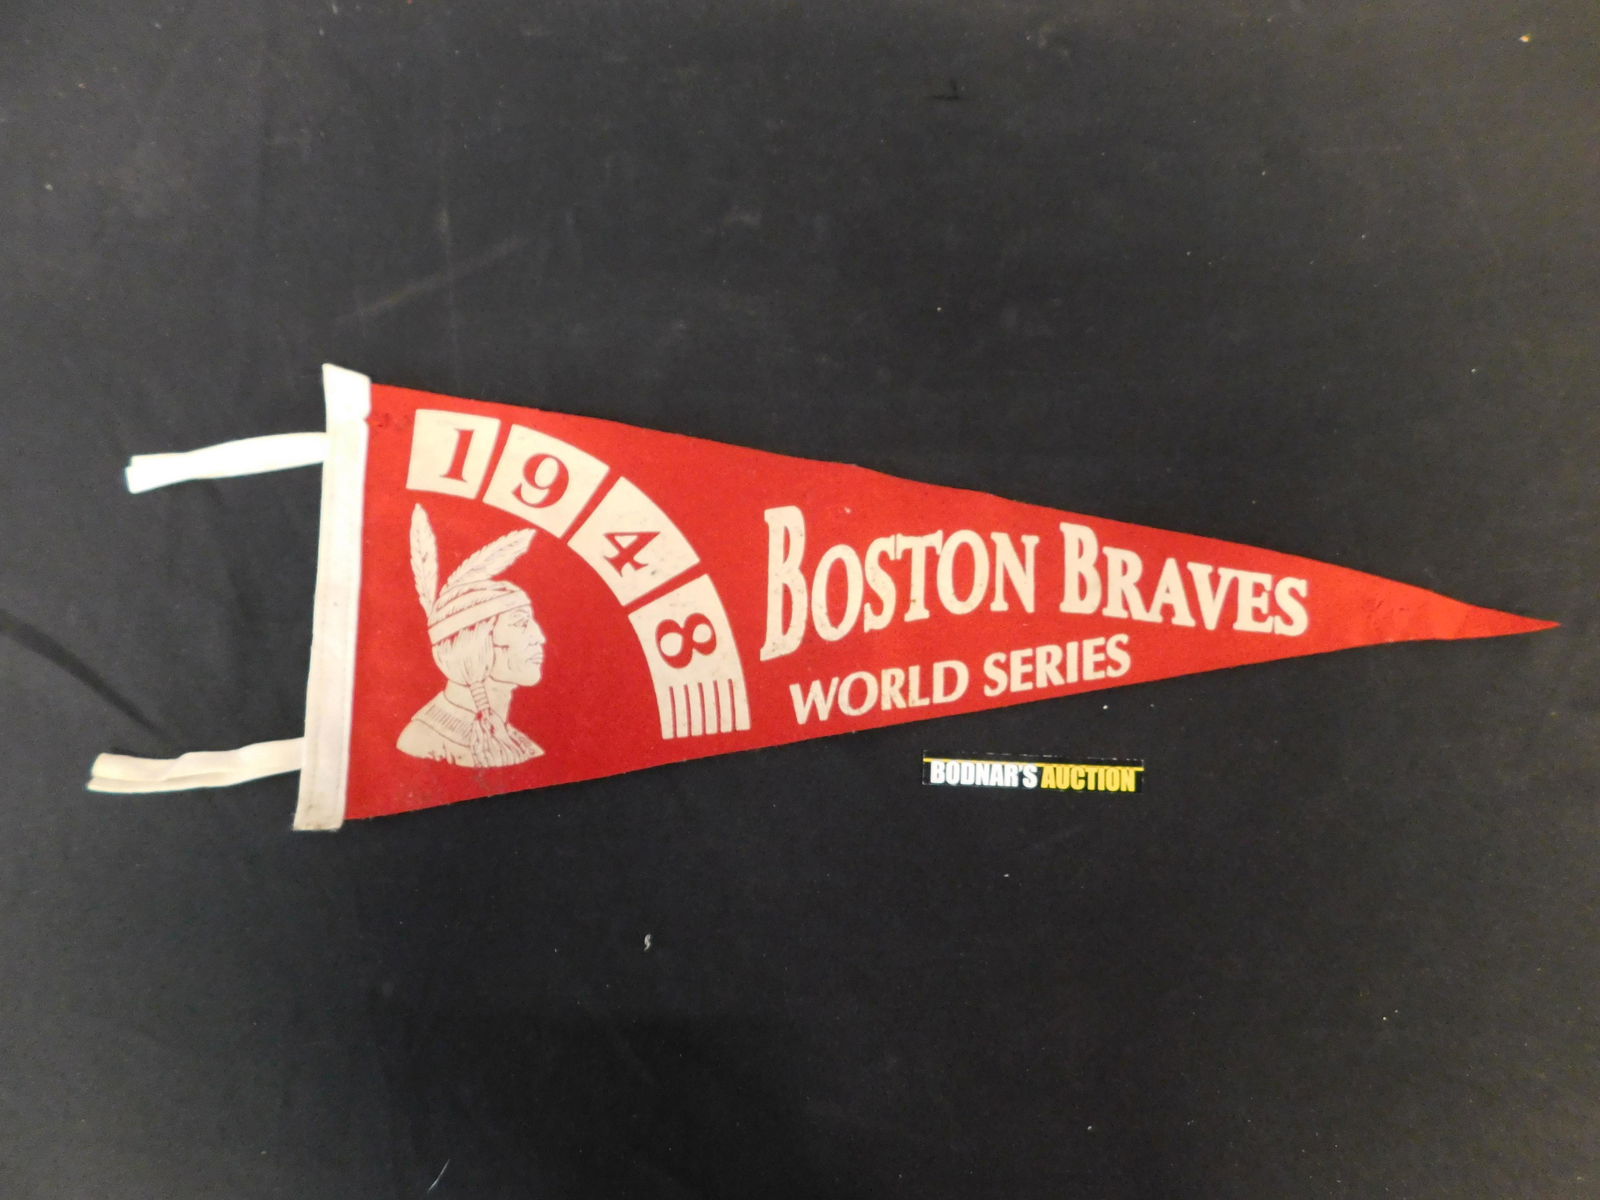 1948
BOSTON BRAVES
WORLD SERIES
BODNAR'S AUCTION